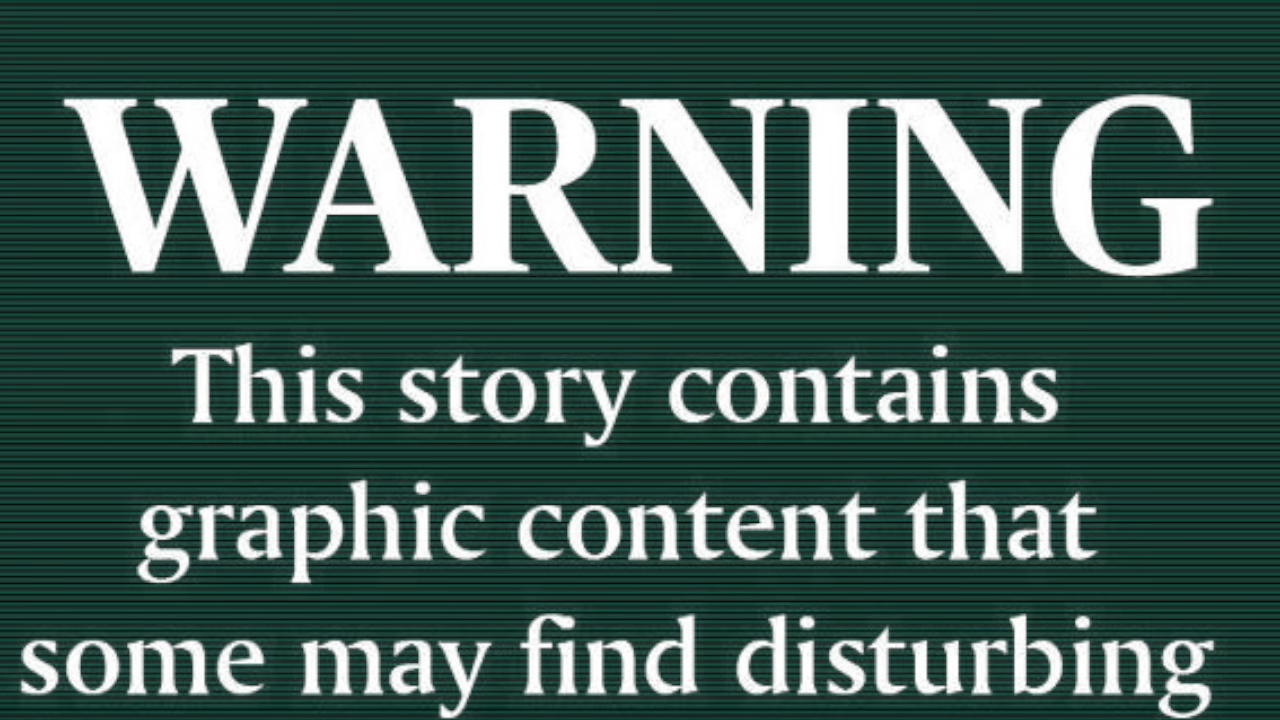 WARNING
This story contains
graphic content that
some may find disturbing